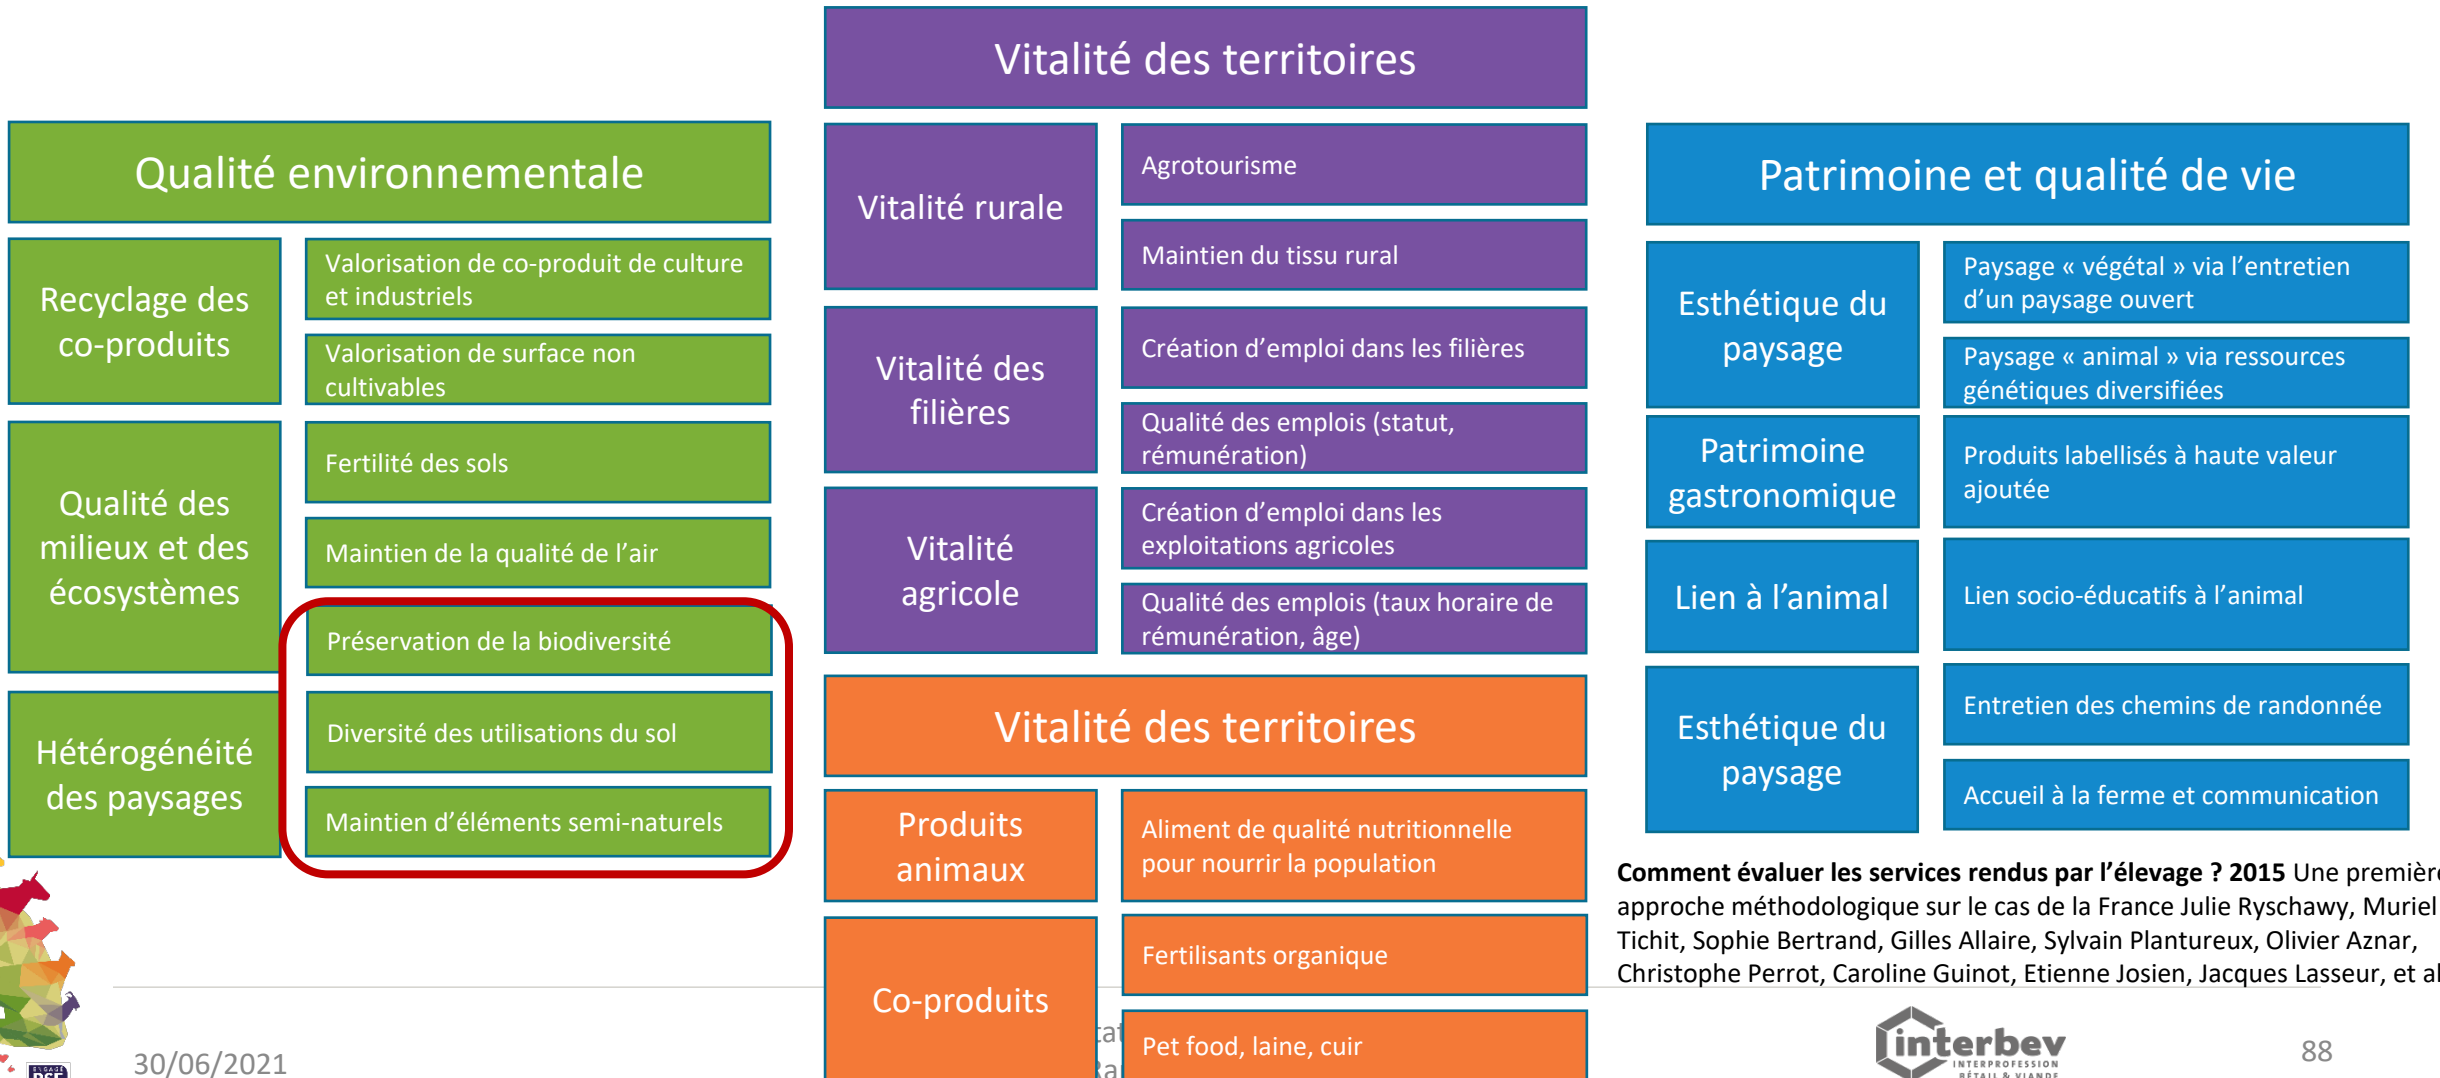 Vitalité des territoires
Qualité environnementale
Recyclage des
co-produits
Valorisation de co-produit de culture
et industriels
Valorisation de surface non
cultivables
Qualité des
milieux et des
écosystèmes
Fertilité des sols
Maintien de la qualité de l’air
Préservation de la biodiversité
Hétérogénéité
des paysages
Diversité des utilisations du sol
Maintien d’éléments semi-naturels
Vitalité rurale
Agrotourisme
Maintien du tissu rural
Vitalité des
filières
Création d’emploi dans les filières
Qualité des emplois (statut,
rémunération)
Vitalité
agricole
Création d’emploi dans les
exploitations agricoles
Qualité des emplois (taux horaire de
rémunération, âge)
Vitalité des territoires
Produits
animaux
Aliment de qualité nutritionnelle
pour nourrir la population
Co-produits
Fertilisants organique
Pet food, laine, cuir
Patrimoine et qualité de vie
Esthétique du
paysage
Paysage « végétal » via l’entretien
d’un paysage ouvert
Paysage « animal » via ressources
génétiques diversifiées
Patrimoine
gastronomique
Produits labellisés à haute valeur
ajoutée
Lien à l’animal
Lien socio-éducatifs à l’animal
Esthétique du
paysage
Entretien des chemins de randonnée
Accueil à la ferme et communication
Comment évaluer les services rendus par l’élevage ? 2015 Une première
approche méthodologique sur le cas de la France Julie Ryschawy, Muriel
Tichit, Sophie Bertrand, Gilles Allaire, Sylvain Plantureux, Olivier Aznar,
Christophe Perrot, Caroline Guinot, Etienne Josien, Jacques Lasseur, et al
ENGAGÉ
RSE
30/06/2021
interbev
INTERPROFESSION
BÉTAIL & VIANDE
88